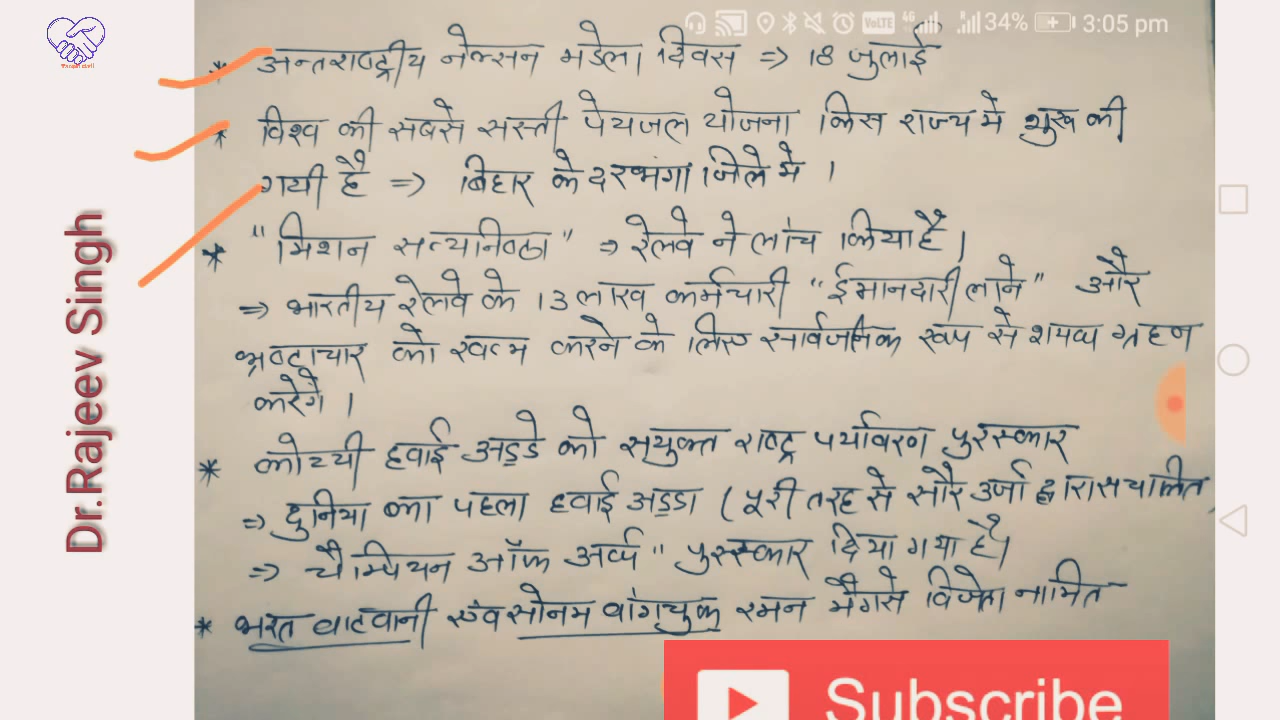 34% 3:05 pm
* अन्तराष्ट्रीय नेल्सन मडेला दिवस => 18 जुलाई
* विश्व की सबसे सस्ती पेयजल योजना किस राज्य मे शुरू की
गयी है => बिहार के दरभंगा जिले मे ।
* "मिशन सत्यनिष्ठा" => रेलवे ने लांच किया है ।
=> भारतीय रेलवे के 13 लाख कर्मचारी "ईमानदारी लाने" और
भ्रष्टाचार को खत्म करने के लिए सार्वजनिक रूप से शपथ ग्रहण
करेगें ।
* कोच्ची हवाई अड्डे को सयुक्त राष्ट्र पर्यावरण पुरस्कार
=> दुनिया का पहला हवाई अड्डा ( पूरी तरह से सौर उर्जा द्वारा संचालित
=> चैम्पियन ऑफ अर्थ" पुरस्कार दिया गया है।
* भरत वाटवानी एंव सोनम वांगचुक रमन मैगसे विजेता नामित
Dr.Rajeev Singh
Subscribe